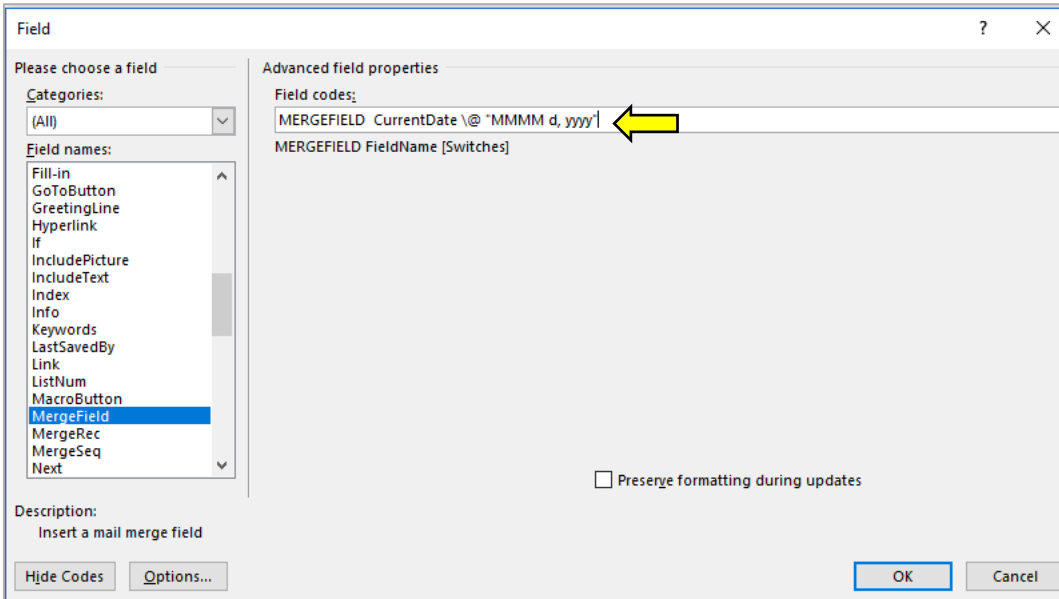 Field ?
Please choose a field
Categories:
(All)
Field names:
Fill-in
GoToButton
GreetingLine
Hyperlink
If
IncludePicture
IncludeText
Index
Info
Keywords
LastSavedBy
Link
ListNum
MacroButton
MergeField
MergeRec
MergeSeq
Next
Advanced field properties
Field codes:
MERGEFIELD  CurrentDate \@ "MMMM d, yyyy"
MERGEFIELD FieldName [Switches]
Preserve formatting during updates
Description:
Insert a mail merge field
Hide Codes Options... OK Cancel